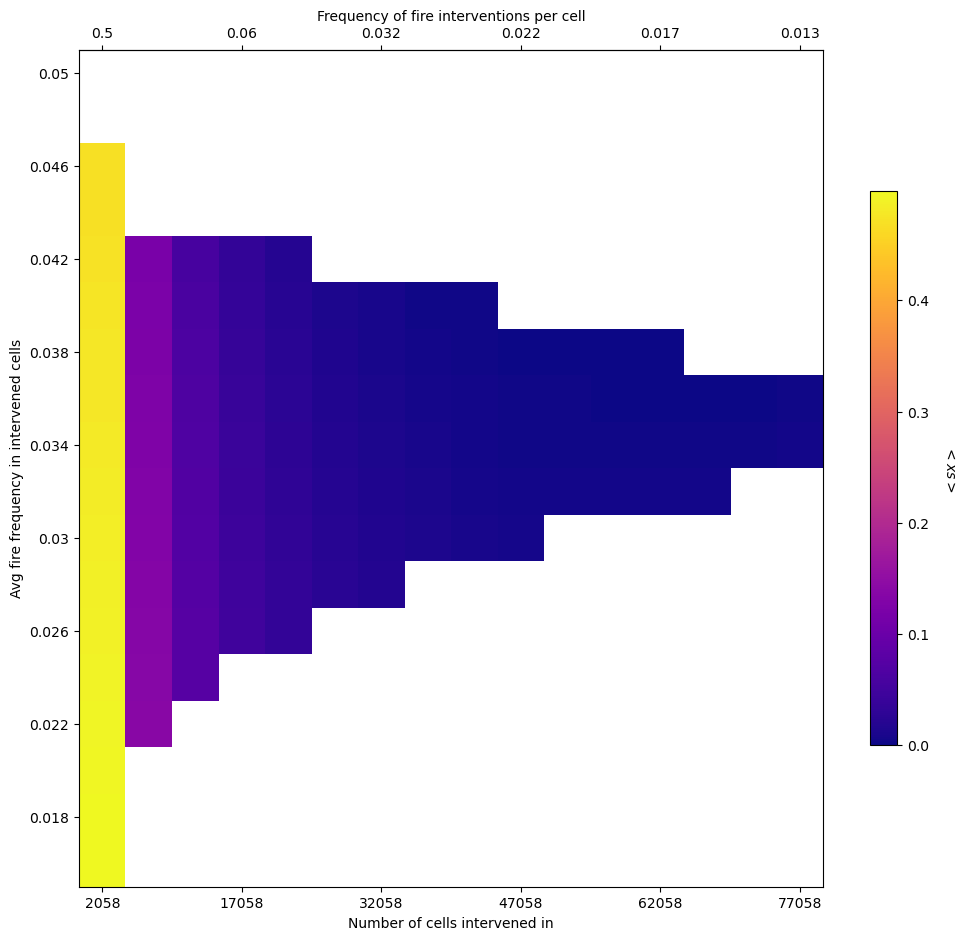 Frequency of fire interventions per cell
0.5 0.06 0.032 0.022 0.017 0.013
0.05
0.046
0.042
0.038
0.034
0.03
0.026
0.022
0.018
Avg fire frequency in intervened cells
2058 17058 32058 47058 62058 77058
Number of cells intervened in
0.4
0.3
0.2
0.1
0.0
< xs >